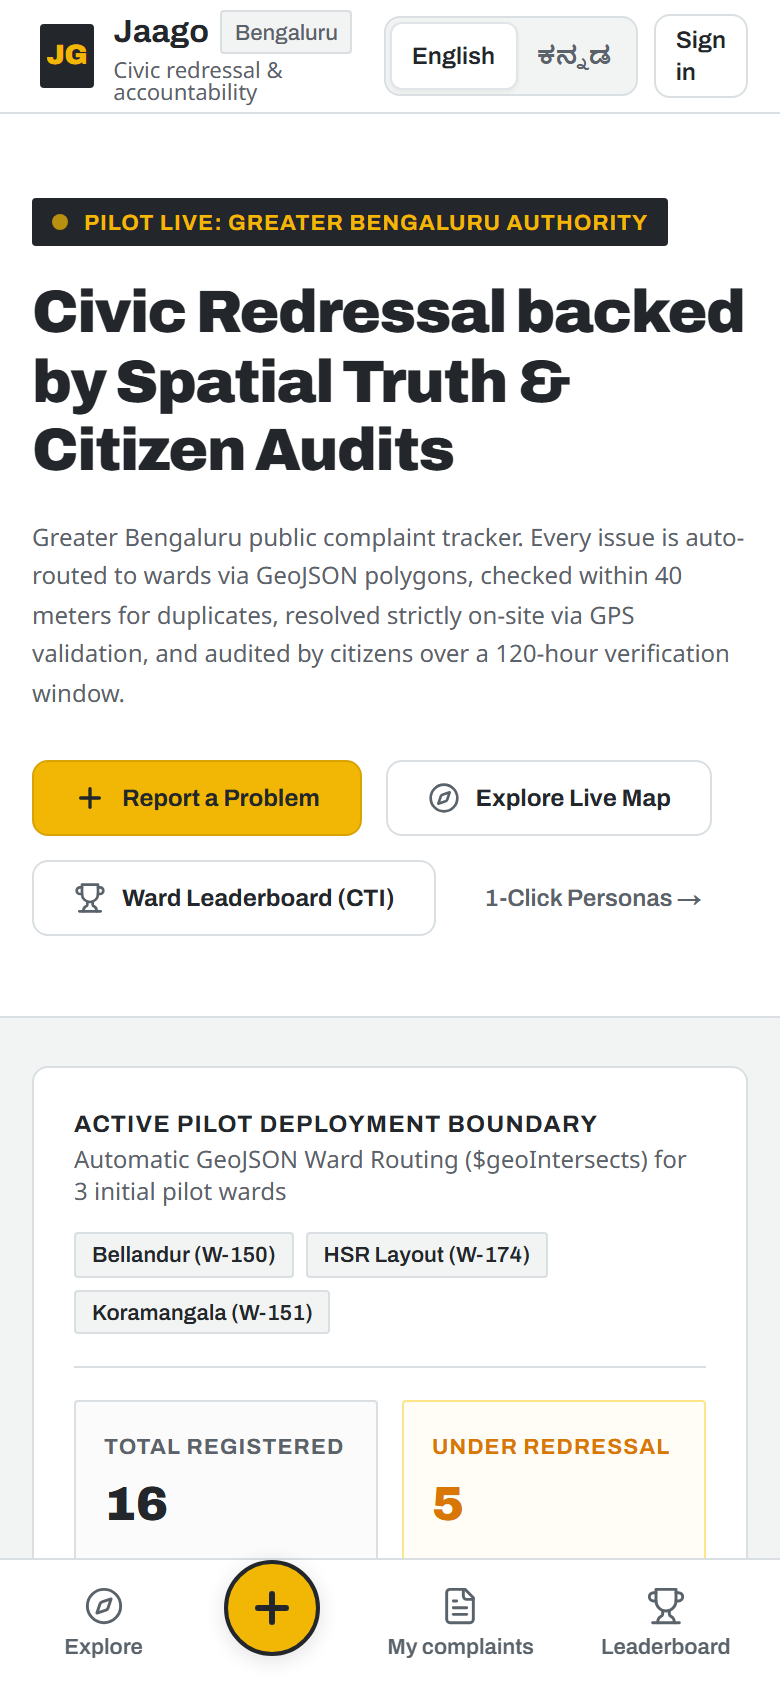 JG
Jaago
Bengaluru
Civic redressal &
accountability
English
ಕನ್ನಡ
Sign
in
PILOT LIVE: GREATER BENGALURU AUTHORITY
Civic Redressal backed
by Spatial Truth &
Citizen Audits
Greater Bengaluru public complaint tracker. Every issue is auto-
routed to wards via GeoJSON polygons, checked within 40
meters for duplicates, resolved strictly on-site via GPS
validation, and audited by citizens over a 120-hour verification
window.
Report a Problem
Explore Live Map
Ward Leaderboard (CTI)
1-Click Personas →
ACTIVE PILOT DEPLOYMENT BOUNDARY
Automatic GeoJSON Ward Routing ($geoIntersects) for
3 initial pilot wards
Bellandur (W-150)
HSR Layout (W-174)
Koramangala (W-151)
TOTAL REGISTERED
16
UNDER REDRESSAL
5
Explore
My complaints
Leaderboard